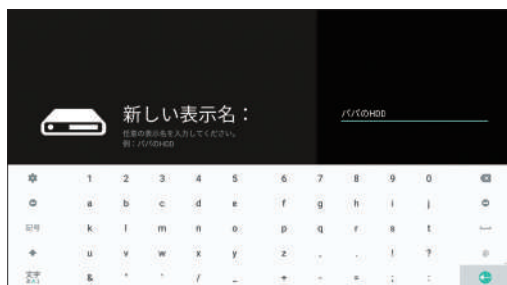 新しい表示名：
任意の表示名を入力してください。
例：パパのHDD
パパのHDD
1 2 3 4 5 6 7 8 9 0
a b c d e f g h i j
記号 k l m n o p q r s t
u v w x y z , . ! ? @
文字 & " ' / _ + - = ; :